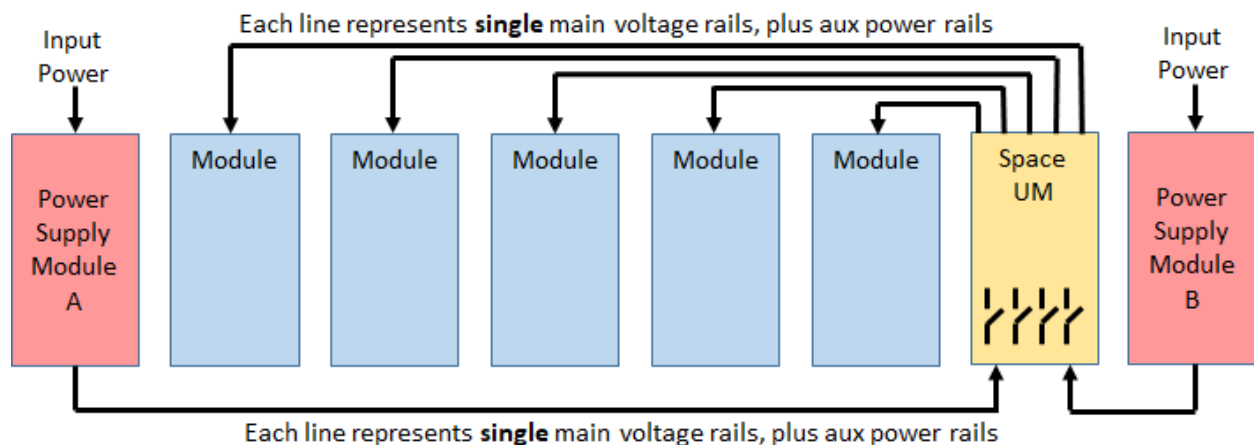 Each line represents single main voltage rails, plus aux power rails
Input
Power
Input
Power
Power
Supply
Module
A
Module
Module
Module
Module
Module
Space
UM
Power
Supply
Module
B
Each line represents single main voltage rails, plus aux power rails